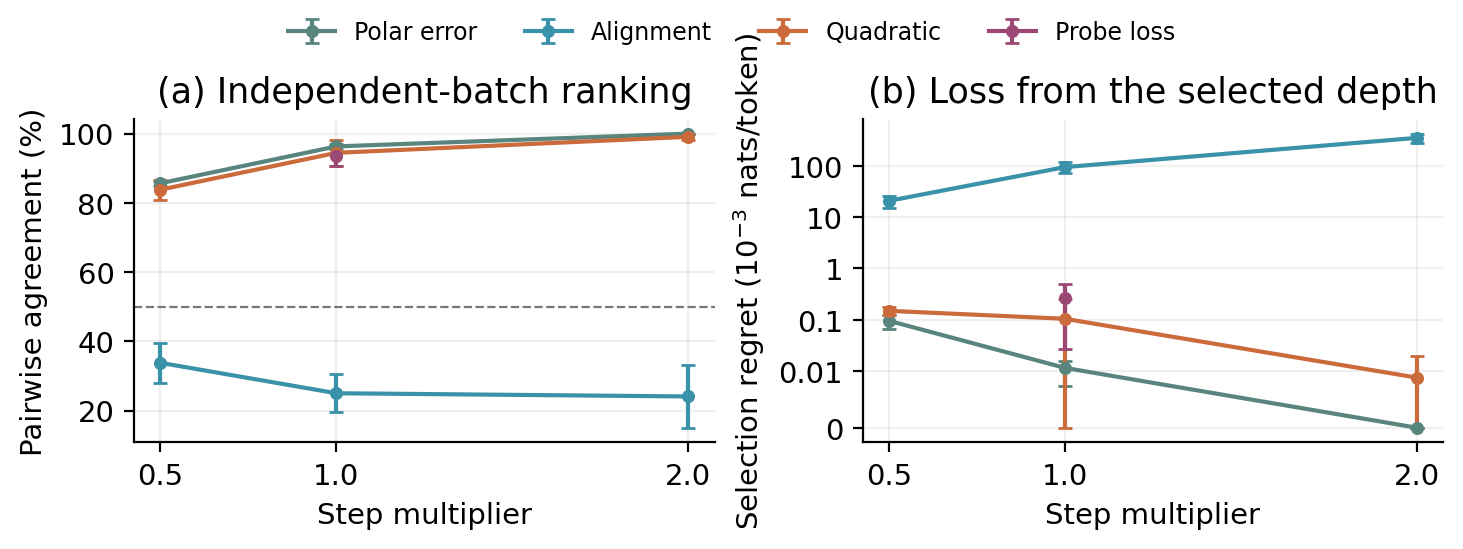 Polar error
Alignment
Quadratic
Probe loss
(a) Independent-batch ranking
Pairwise agreement (%)
100
80
60
40
20
0.5
1.0
2.0
Step multiplier
(b) Loss from the selected depth
Selection regret (10⁻³ nats/token)
100
10
1
0.1
0.01
0
0.5
1.0
2.0
Step multiplier